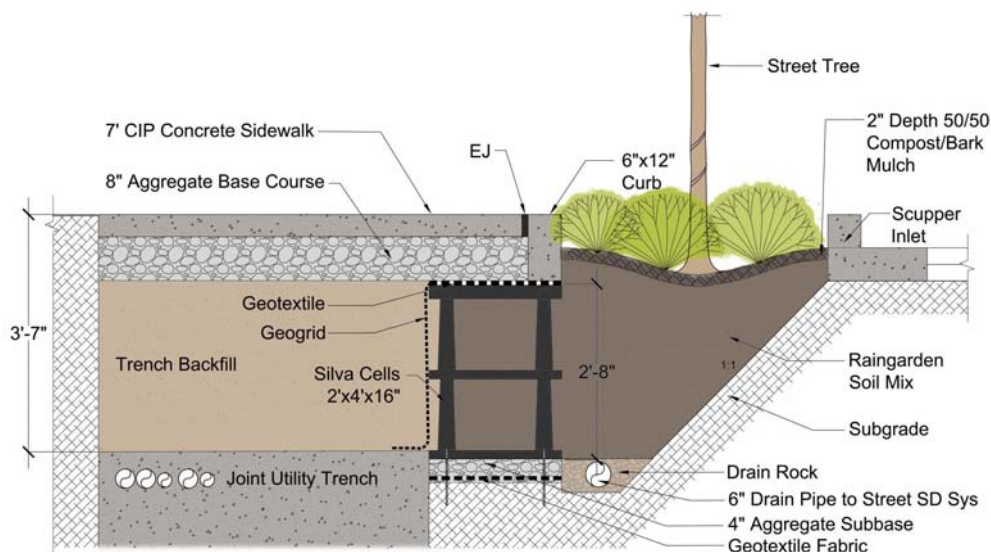 Street Tree
7' CIP Concrete Sidewalk
EJ
6"x12"
Curb
2" Depth 50/50
Compost/Bark
Mulch
8" Aggregate Base Course
Scupper
Inlet
Geotextile
Geogrid
3'-7"
Trench Backfill
Silva Cells
2'x4'x16"
2'-8"
1:1
Raingarden
Soil Mix
Subgrade
Joint Utility Trench
Drain Rock
6" Drain Pipe to Street SD Sys
4" Aggregate Subbase
Geotextile Fabric